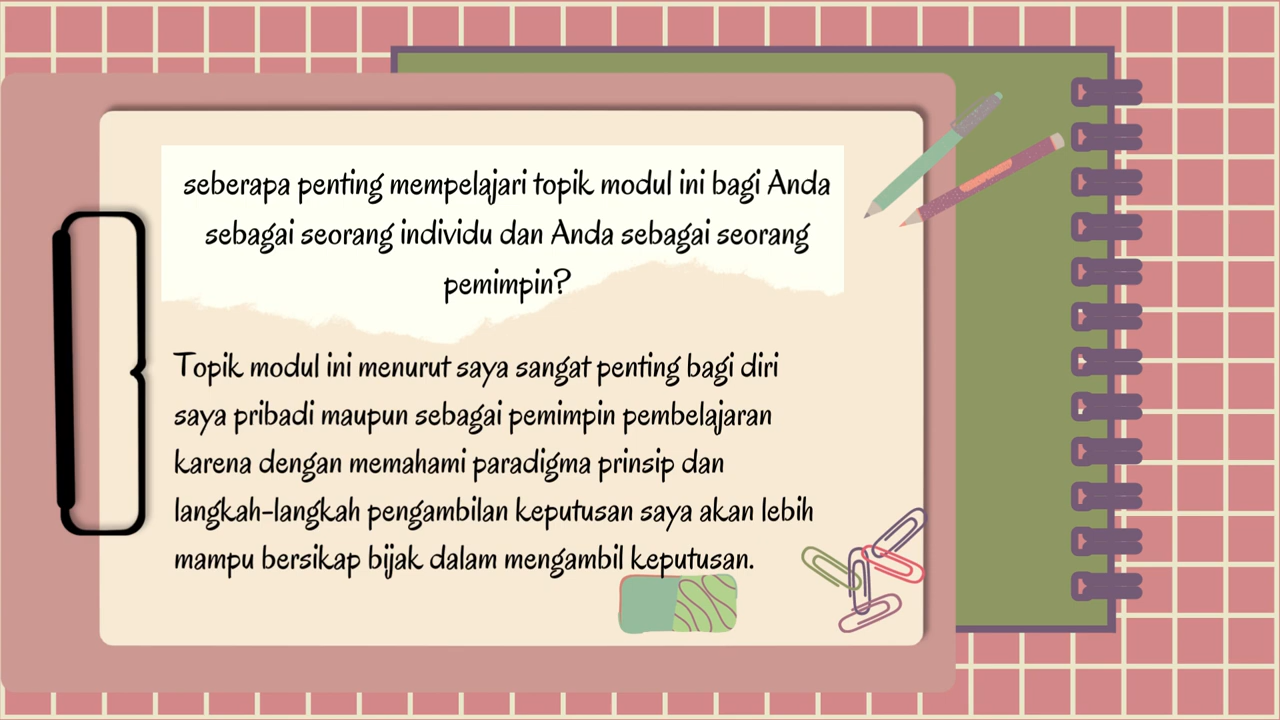 seberapa penting mempelajari topik modul ini bagi Anda
sebagai seorang individu dan Anda sebagai seorang
pemimpin?
Topik modul ini menurut saya sangat penting bagi diri
saya pribadi maupun sebagai pemimpin pembelajaran
karena dengan memahami paradigma prinsip dan
langkah-langkah pengambilan keputusan saya akan lebih
mampu bersikap bijak dalam mengambil keputusan.